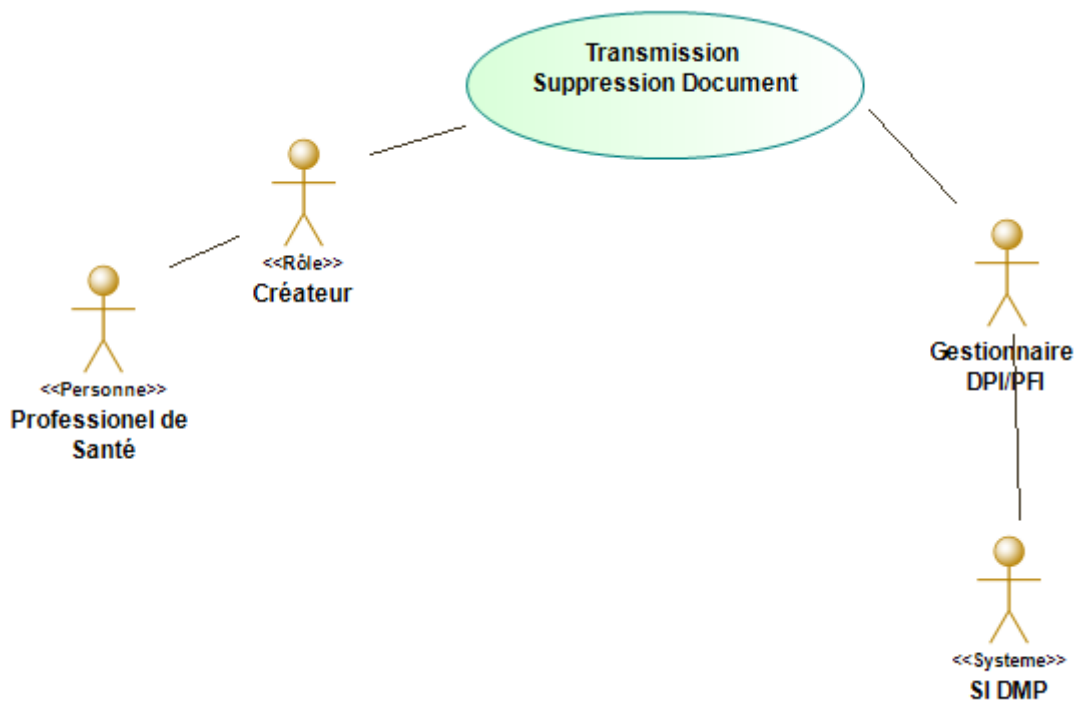 Transmission
Suppression Document
<<Rôle>>
Créateur
<<Personne>>
Professionel de
Santé
Gestionnaire
DPI/PFI
<<Systeme>>
SI DMP